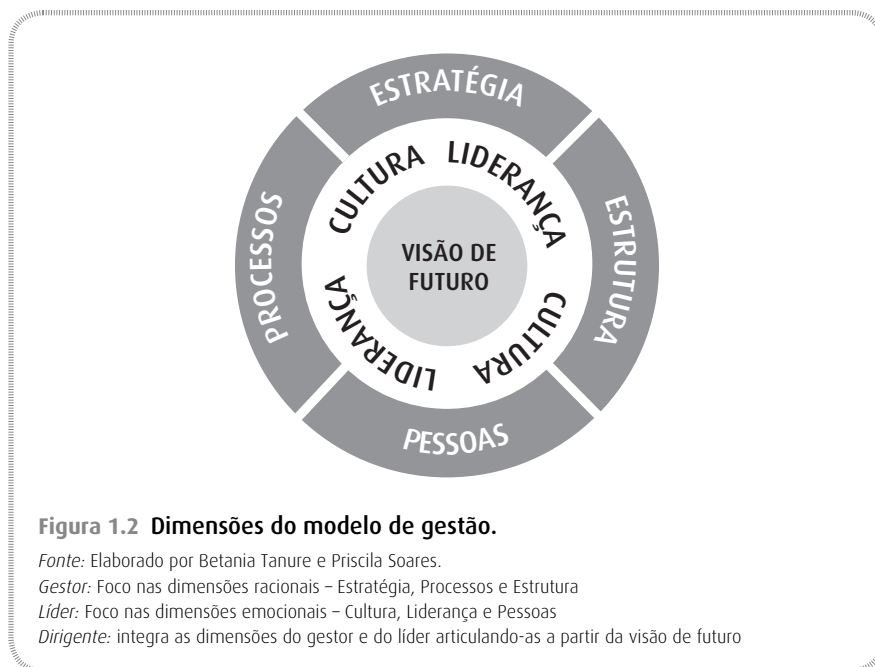 ESTRATÉGIA
PROCESSOS
CULTURA
LIDERANÇA
ESTRUTURA
VISÃO DE
FUTURO
LIDERANÇA
CULTURA
PESSOAS
Figura 1.2 Dimensões do modelo de gestão.
Fonte: Elaborado por Betania Tanure e Priscila Soares.
Gestor: Foco nas dimensões racionais – Estratégia, Processos e Estrutura
Líder: Foco nas dimensões emocionais – Cultura, Liderança e Pessoas
Dirigente: integra as dimensões do gestor e do líder articulando-as a partir da visão de futuro